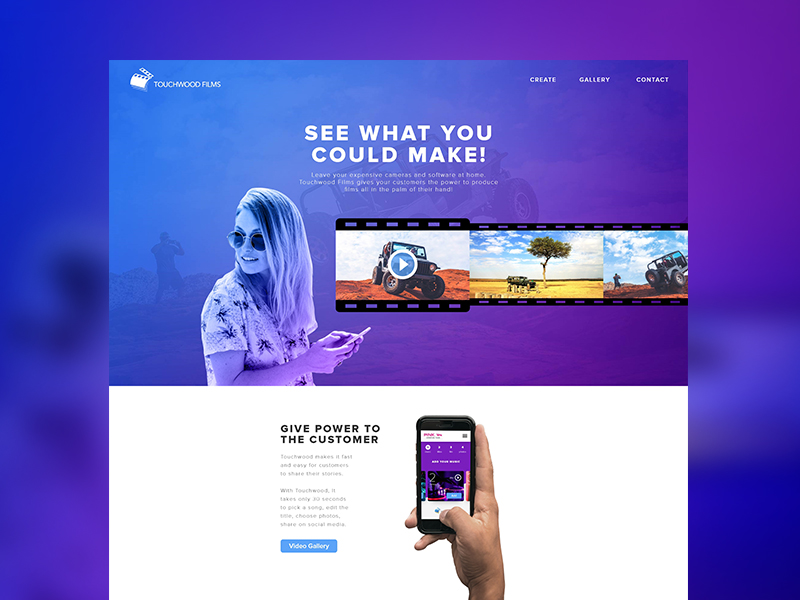 TOUCHWOOD FILMS
CREATE GALLERY CONTACT
SEE WHAT YOU
COULD MAKE!
Leave your expensive cameras and software at home.
Touchwood Films gives your customers the power to produce
films all in the palm of their hand!
GIVE POWER TO
THE CUSTOMER
Touchwood makes it fast
and easy for customers
to share their stories.
With Touchwood, it
takes only 30 seconds
to pick a song, edit the
title, choose photos,
share on social media.
Video Gallery
ADD YOUR MUSIC
2